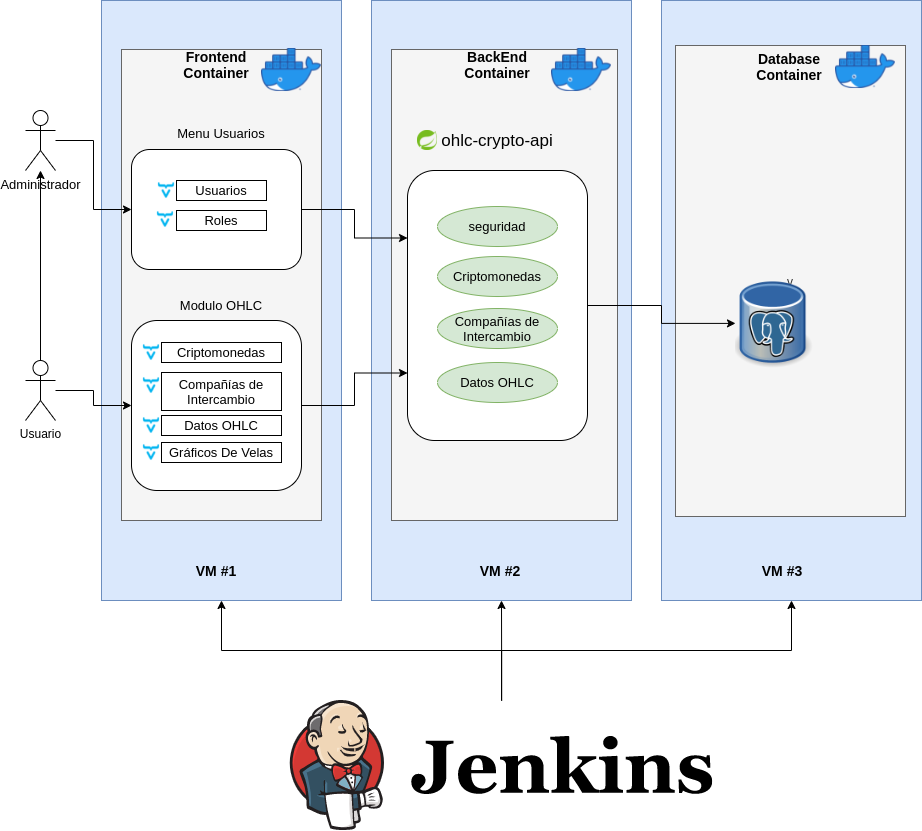 Frontend
Container
BackEnd
Container
Database
Container
Menu Usuarios
ohlc-crypto-api
Administrador
Usuarios
Roles
seguridad
Criptomonedas
Compañías de
Intercambio
Datos OHLC
Modulo OHLC
Criptomonedas
Compañías de
Intercambio
Datos OHLC
Gráficos De Velas
Usuario
VM #1
VM #2
VM #3
Jenkins